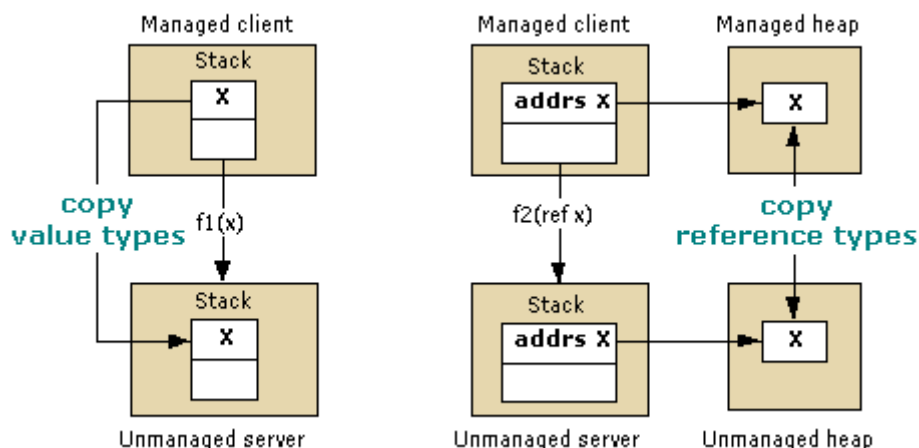 Managed client
Stack
X
copy
value types
f1(x)
Stack
X
Unmanaged server
Managed client
Managed heap
Stack
addrs X
X
f2(ref x)
copy
reference types
Stack
addrs X
X
Unmanaged server
Unmanaged heap